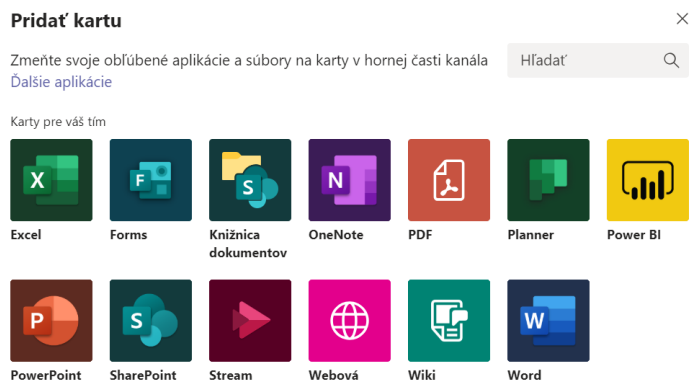 Pridať kartu
Zmeňte svoje obľúbené aplikácie a súbory na karty v hornej časti kanála
Hľadať
Ďalšie aplikácie
Karty pre váš tím
Excel
Forms
Knižnica
dokumentov
OneNote
PDF
Planner
Power BI
PowerPoint
SharePoint
Stream
Webová
Wiki
Word